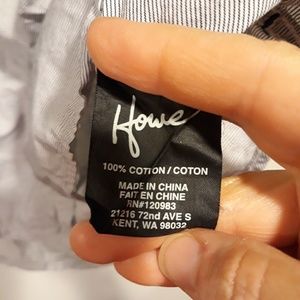 Howe
100% COTTON / COTON
MADE IN CHINA
FAIT EN CHINE
RN#120983
21216 72nd AVE S
KENT, WA 98032